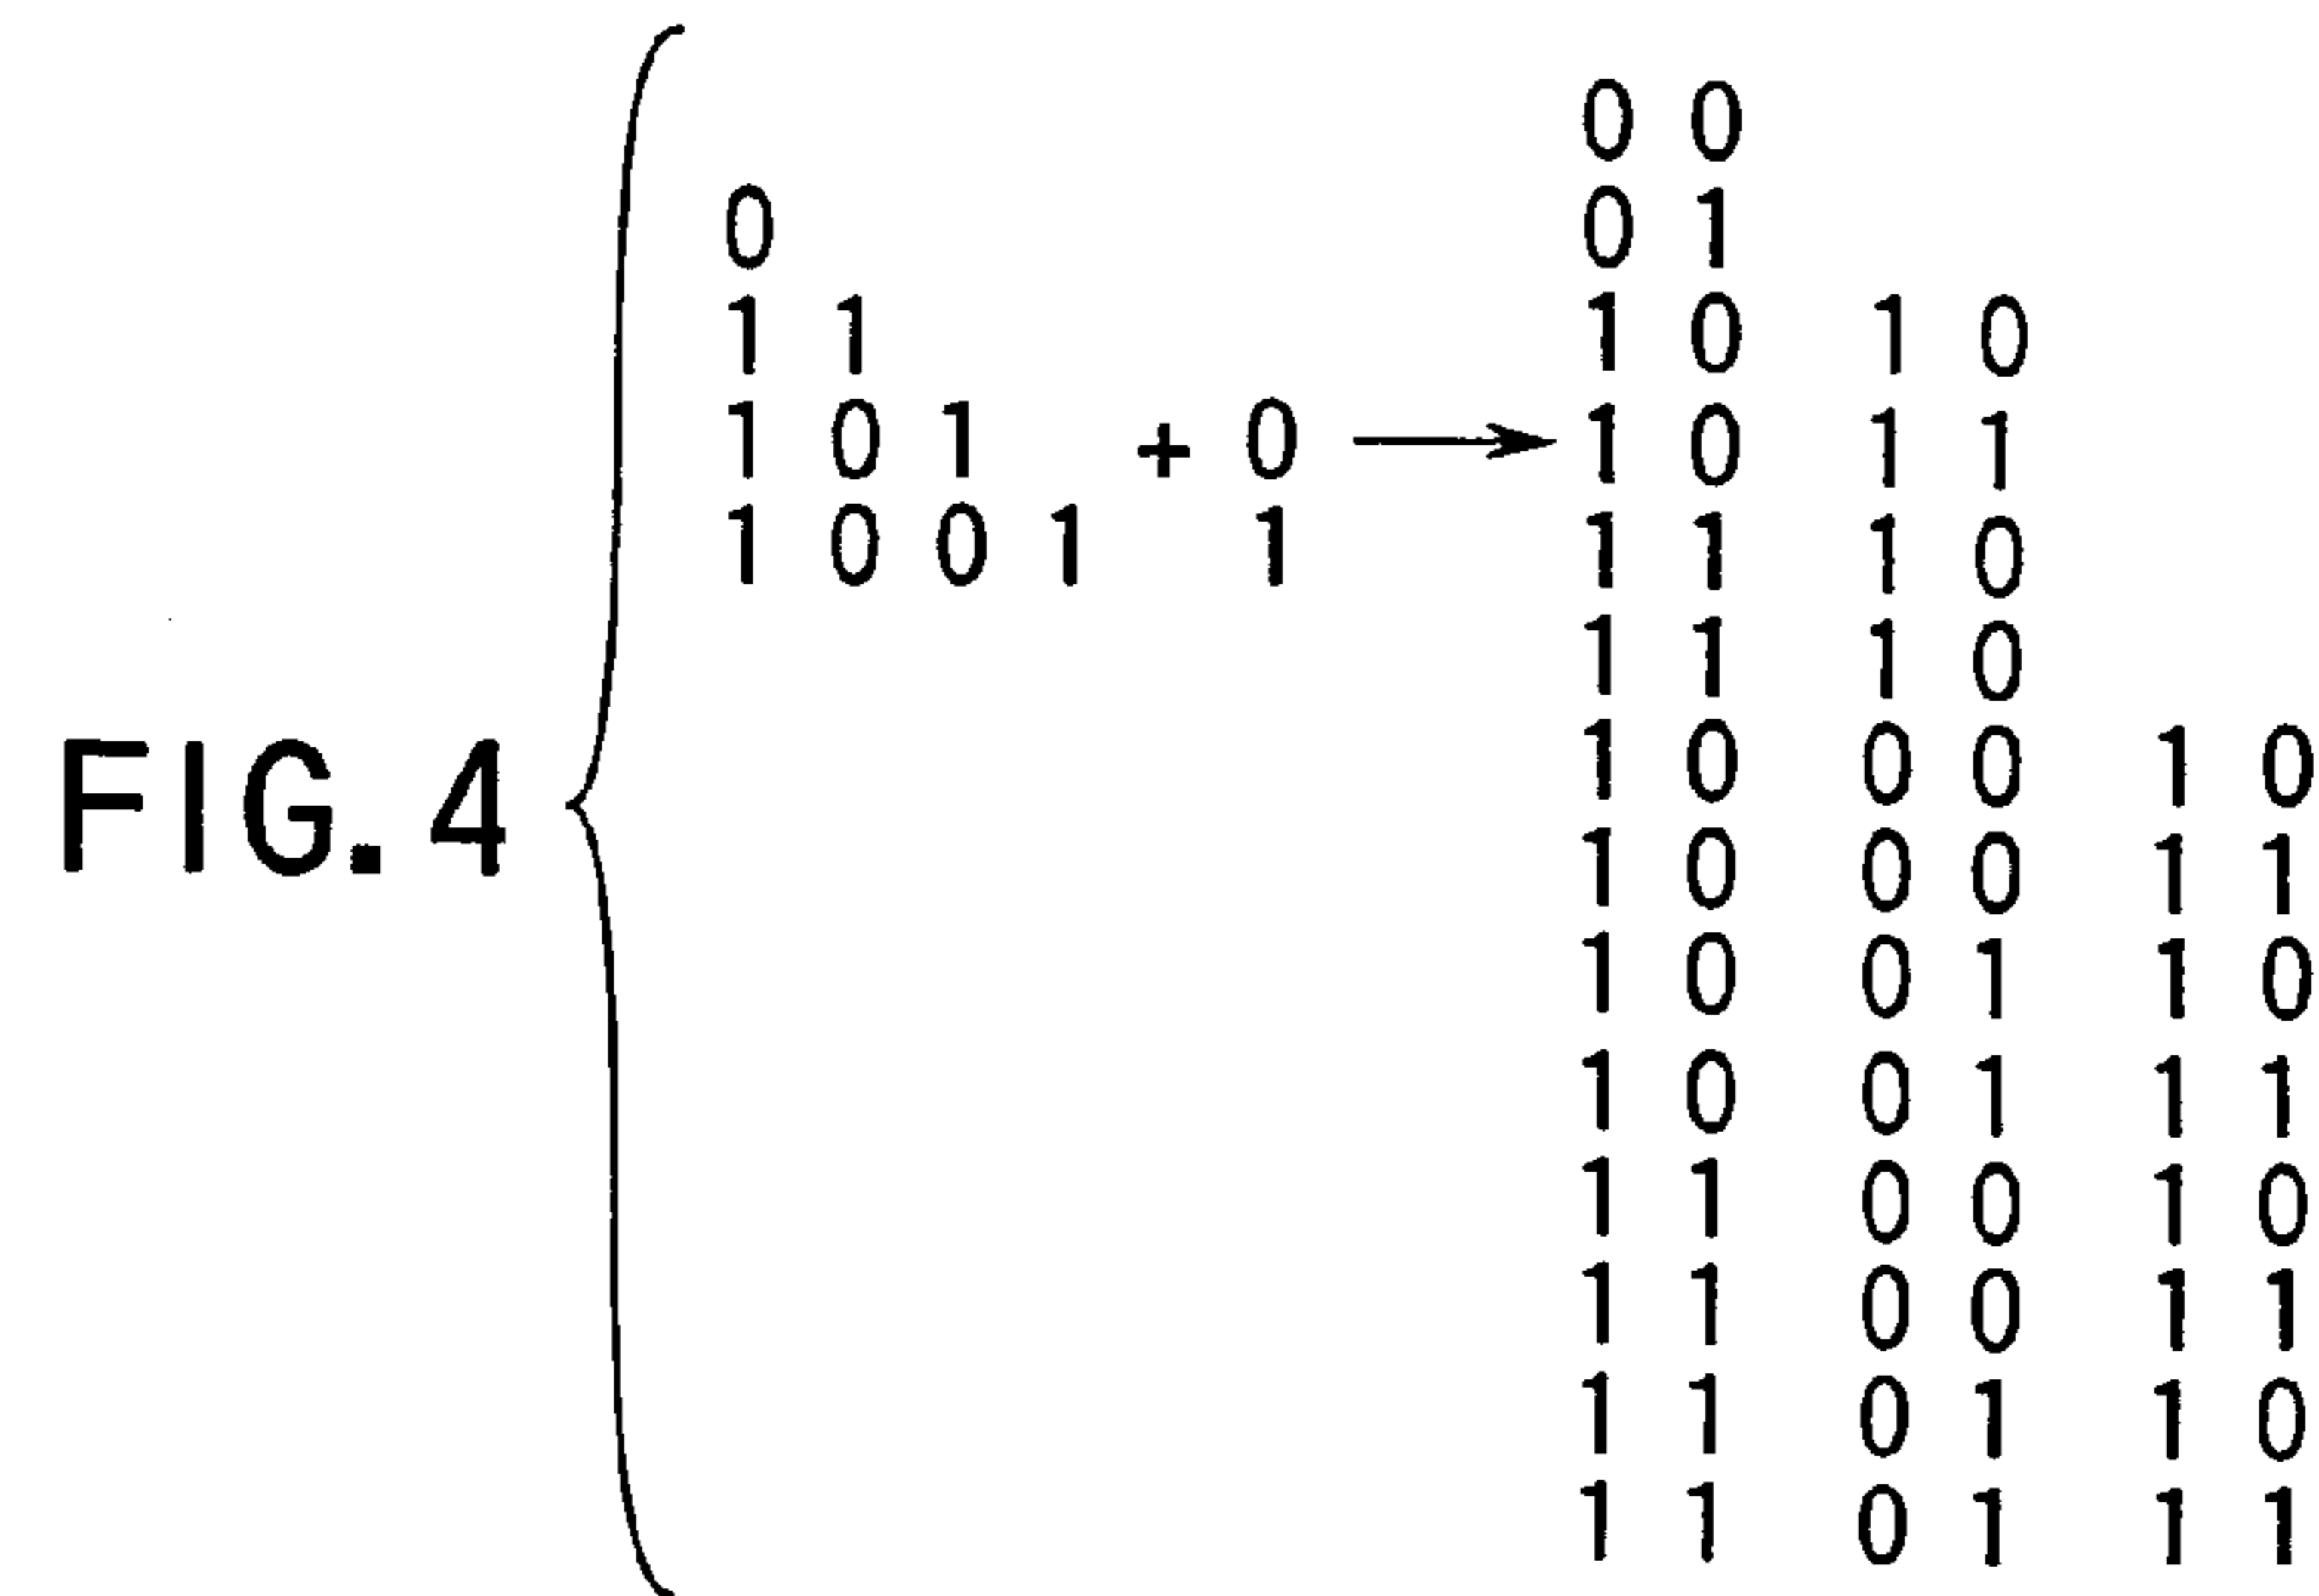 0 0
0 0 1
1 1 1 0 1 0
1 0 1 + 0 → 1 0 1 1
1 0 0 1 1 1 1 1 0
1 1 1 0
FIG. 4 1 0 0 0 1 0
1 0 0 0 1 1
1 0 0 1 1 0
1 0 0 1 1 1
1 1 0 0 1 0
1 1 0 0 1 1
1 1 0 1 1 0
1 1 0 1 1 1